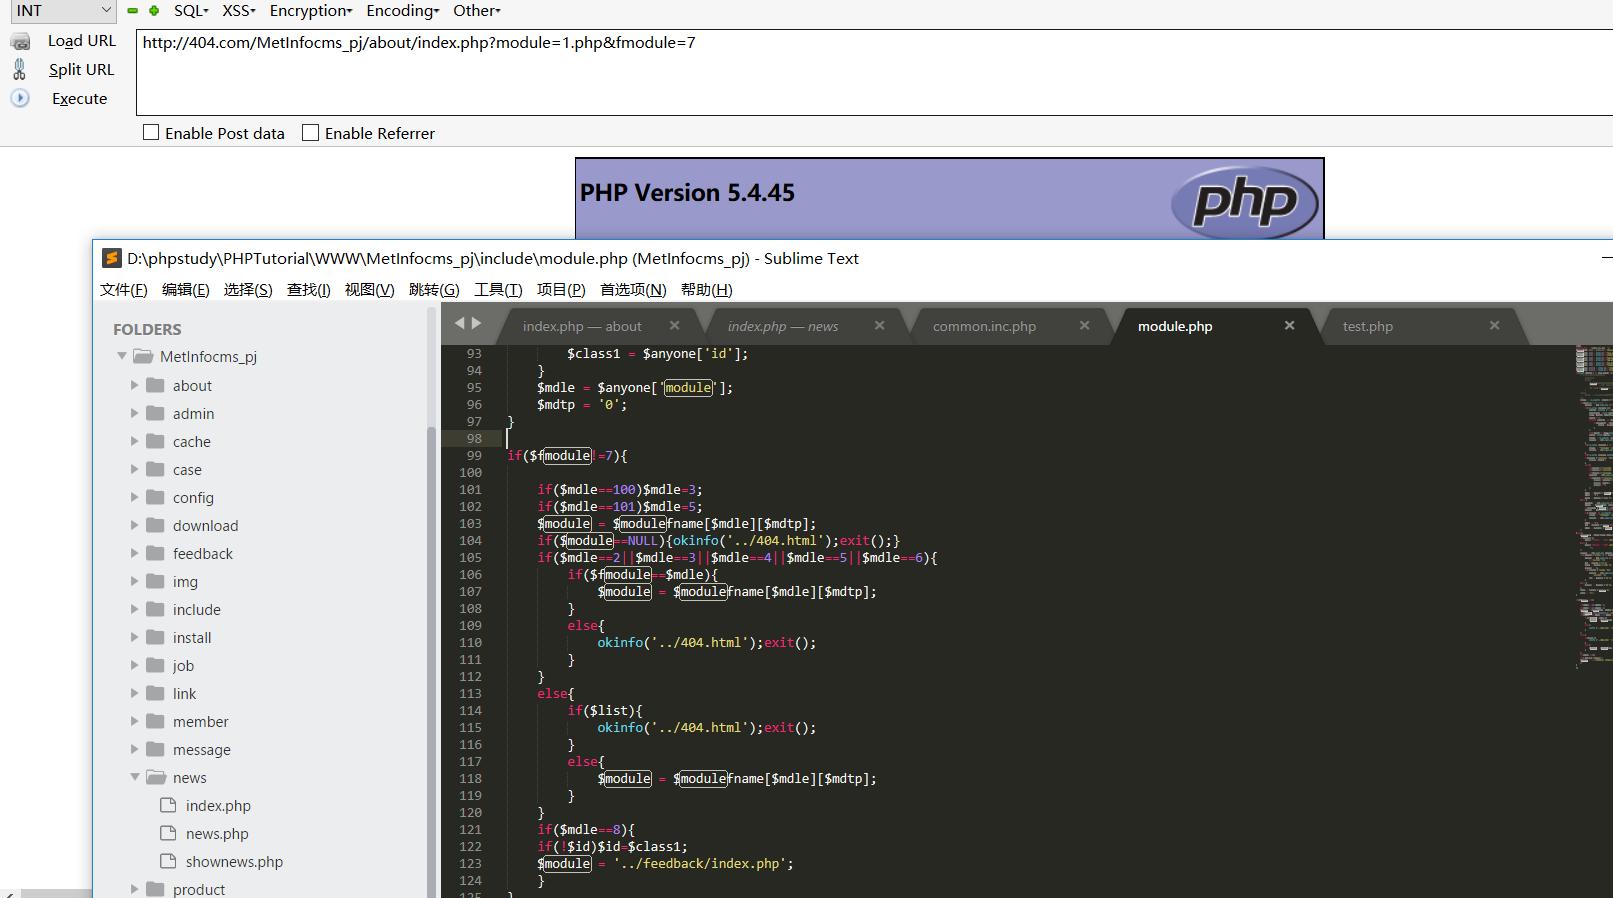 INT SQL XSS Encryption Encoding Other
Load URL
Split URL
Execute
http://404.com/MetInfocms_pj/about/index.php?module=1.php&fmodule=7
Enable Post data Enable Referrer
PHP Version 5.4.45
php
D:\phpstudy\PHPTutorial\WWW\MetInfocms_pj\include\module.php (MetInfocms_pj) - Sublime Text
文件(F) 编辑(E) 选择(S) 查找(I) 视图(V) 跳转(G) 工具(T) 项目(P) 首选项(N) 帮助(H)
FOLDERS
MetInfocms_pj
about
admin
cache
case
config
download
feedback
img
include
install
job
link
member
message
news
index.php
news.php
shownews.php
product
index.php — about index.php — news common.inc.php module.php test.php
93 $class1 = $anyone['id'];
94 }
95 $mdle = $anyone['module'];
96 $mdtp = '0';
97 }
98
99 if($fmodule!=7){
100
101 if($mdle==100)$mdle=3;
102 if($mdle==101)$mdle=5;
103 $module = $modulefname[$mdle][$mdtp];
104 if($module==NULL){okinfo('../404.html');exit();}
105 if($mdle==2||$mdle==3||$mdle==4||$mdle==5||$mdle==6){
106 if($fmodule==$mdle){
107 $module = $modulefname[$mdle][$mdtp];
108 }
109 else{
110 okinfo('../404.html');exit();
111 }
112 }
113 else{
114 if($list){
115 okinfo('../404.html');exit();
116 }
117 else{
118 $module = $modulefname[$mdle][$mdtp];
119 }
120 }
121 if($mdle==8){
122 if(!$id)$id=$class1;
123 $module = '../feedback/index.php';
124 }
125 }